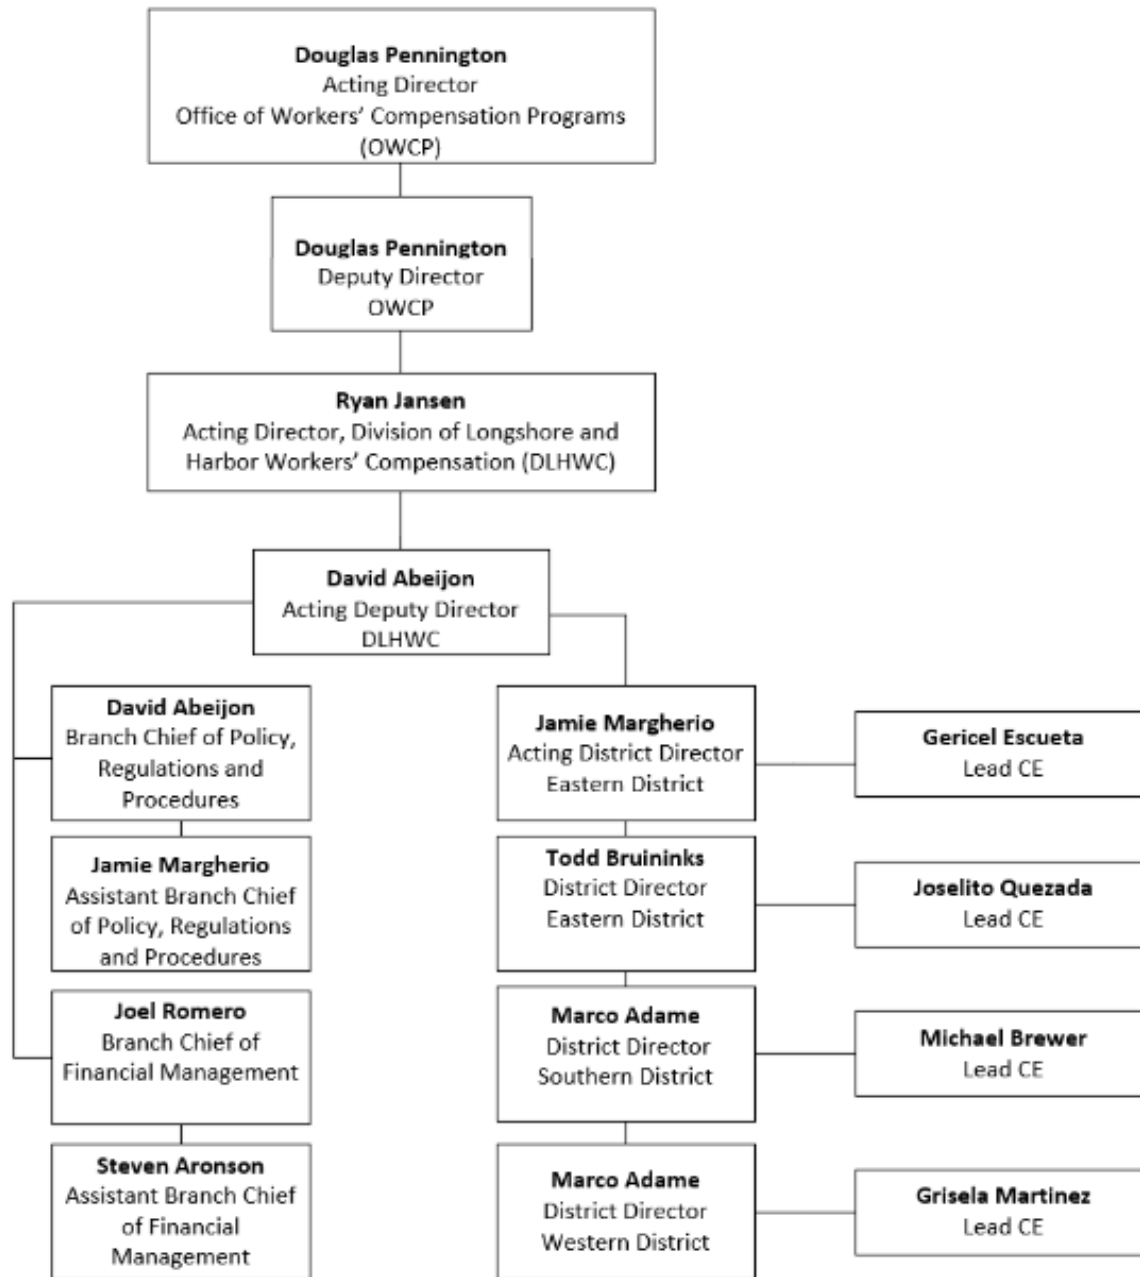 Douglas Pennington
Acting Director
Office of Workers' Compensation Programs
(OWCP)
Douglas Pennington
Deputy Director
OWCP
Ryan Jansen
Acting Director, Division of Longshore and
Harbor Workers' Compensation (DLHWC)
David Abeijon
Acting Deputy Director
DLHWC
David Abeijon
Branch Chief of Policy,
Regulations and
Procedures
Jamie Margherio
Assistant Branch Chief
of Policy, Regulations
and Procedures
Joel Romero
Branch Chief of
Financial Management
Steven Aronson
Assistant Branch Chief
of Financial
Management
Jamie Margherio
Acting District Director
Eastern District
Gericel Escueta
Lead CE
Todd Bruininks
District Director
Eastern District
Joselito Quezada
Lead CE
Marco Adame
District Director
Southern District
Michael Brewer
Lead CE
Marco Adame
District Director
Western District
Grisela Martinez
Lead CE